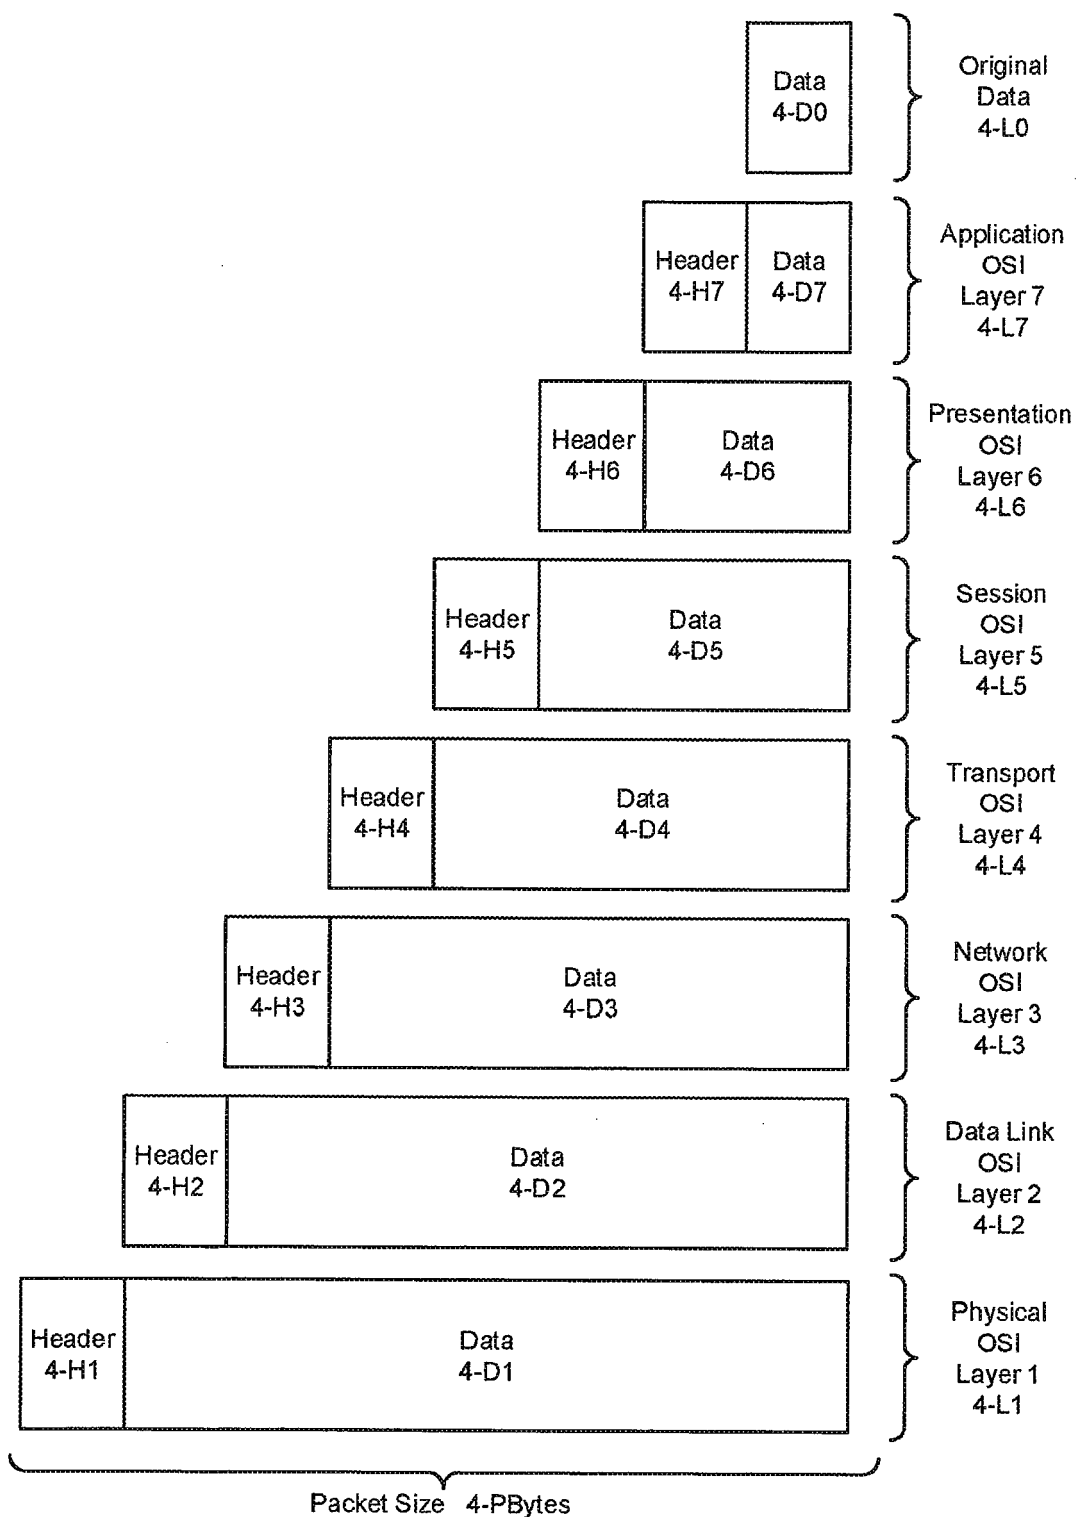 Data
4-D0
Original
Data
4-L0
Header
4-H7
Data
4-D7
Application
OSI
Layer 7
4-L7
Header
4-H6
Data
4-D6
Presentation
OSI
Layer 6
4-L6
Header
4-H5
Data
4-D5
Session
OSI
Layer 5
4-L5
Header
4-H4
Data
4-D4
Transport
OSI
Layer 4
4-L4
Header
4-H3
Data
4-D3
Network
OSI
Layer 3
4-L3
Header
4-H2
Data
4-D2
Data Link
OSI
Layer 2
4-L2
Header
4-H1
Data
4-D1
Physical
OSI
Layer 1
4-L1
Packet Size 4-PBytes